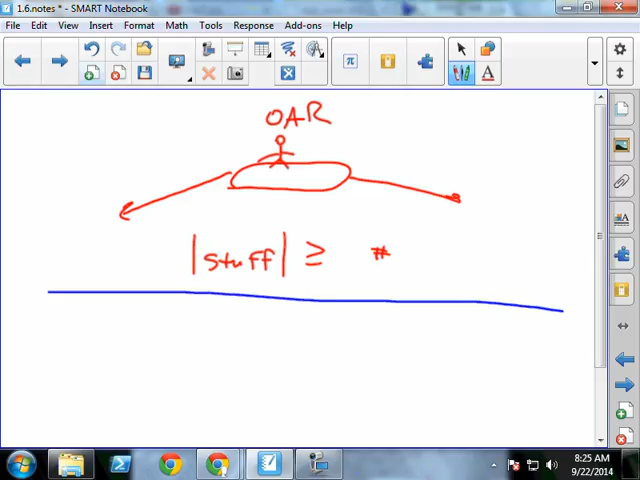 1.6.notes * - SMART Notebook
File Edit View Insert Format Math Tools Response Add-ons Help
OAR
|stuff| ≥ #
8:25 AM
9/22/2014